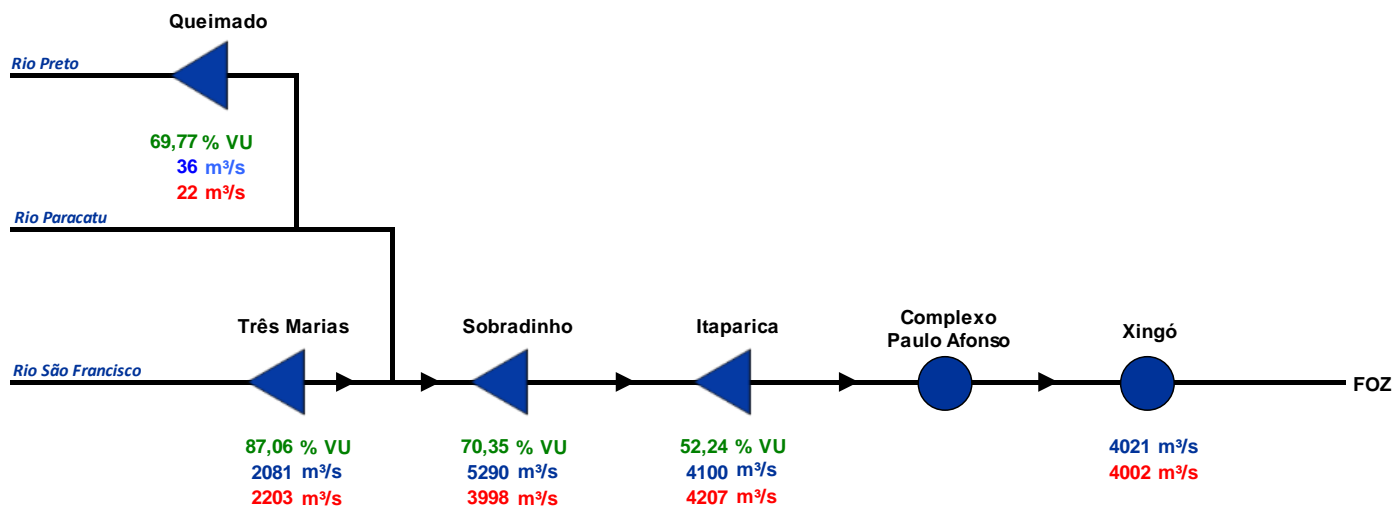 Queimado
Rio Preto
69,77 % VU
36 m³/s
22 m³/s
Rio Paracatu
Três Marias
Sobradinho
Itaparica
Complexo
Paulo Afonso
Xingó
Rio São Francisco
FOZ
87,06 % VU
2081 m³/s
2203 m³/s
70,35 % VU
5290 m³/s
3998 m³/s
52,24 % VU
4100 m³/s
4207 m³/s
4021 m³/s
4002 m³/s